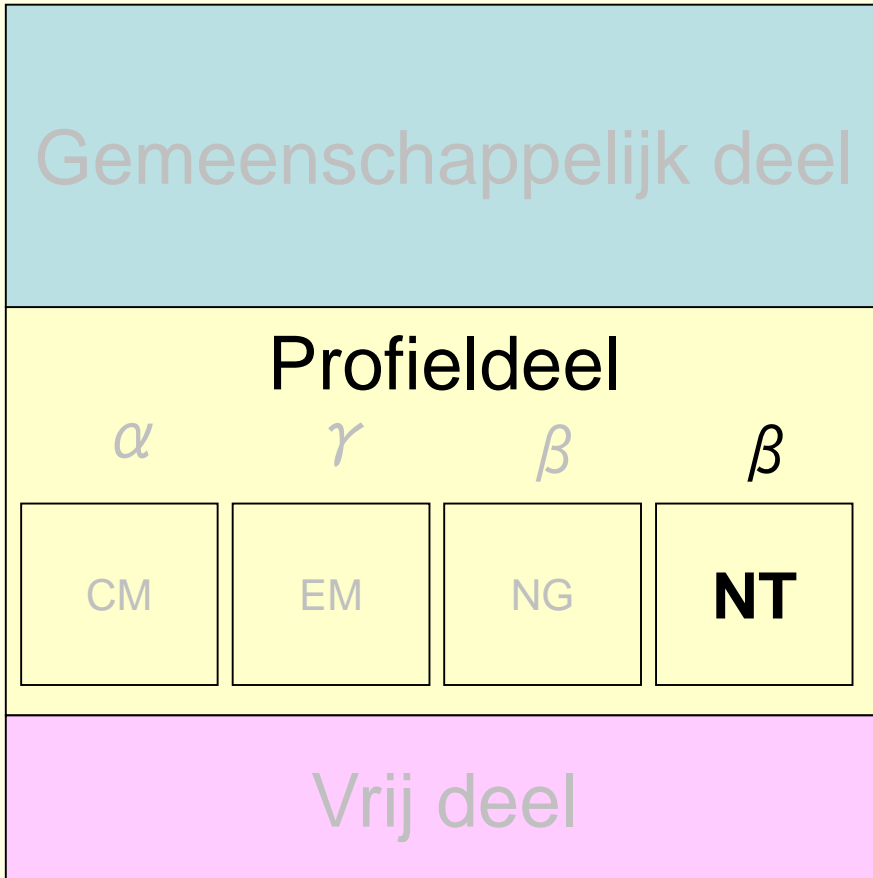 Gemeenschappelijk deel
Profieldeel
α γ β β
CM EM NG NT
Vrij deel